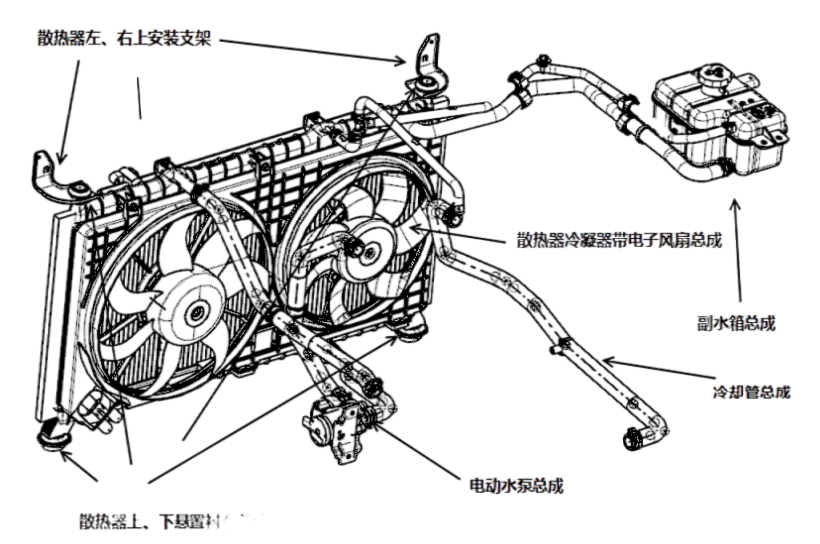 散热器左、右上安装支架
散热器冷凝器带电子风扇总成
副水箱总成
冷却管总成
电动水泵总成
散热器上、下悬置衬